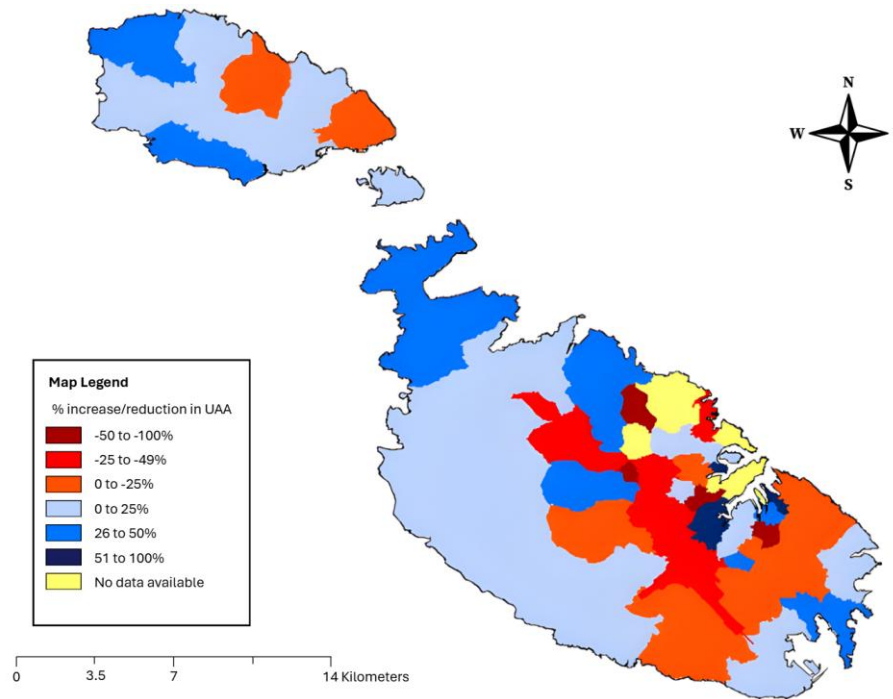 N
W E
S
Map Legend
% increase/reduction in UAA
-50 to -100%
-25 to -49%
0 to -25%
0 to 25%
26 to 50%
51 to 100%
No data available
0 3.5 7 14 Kilometers